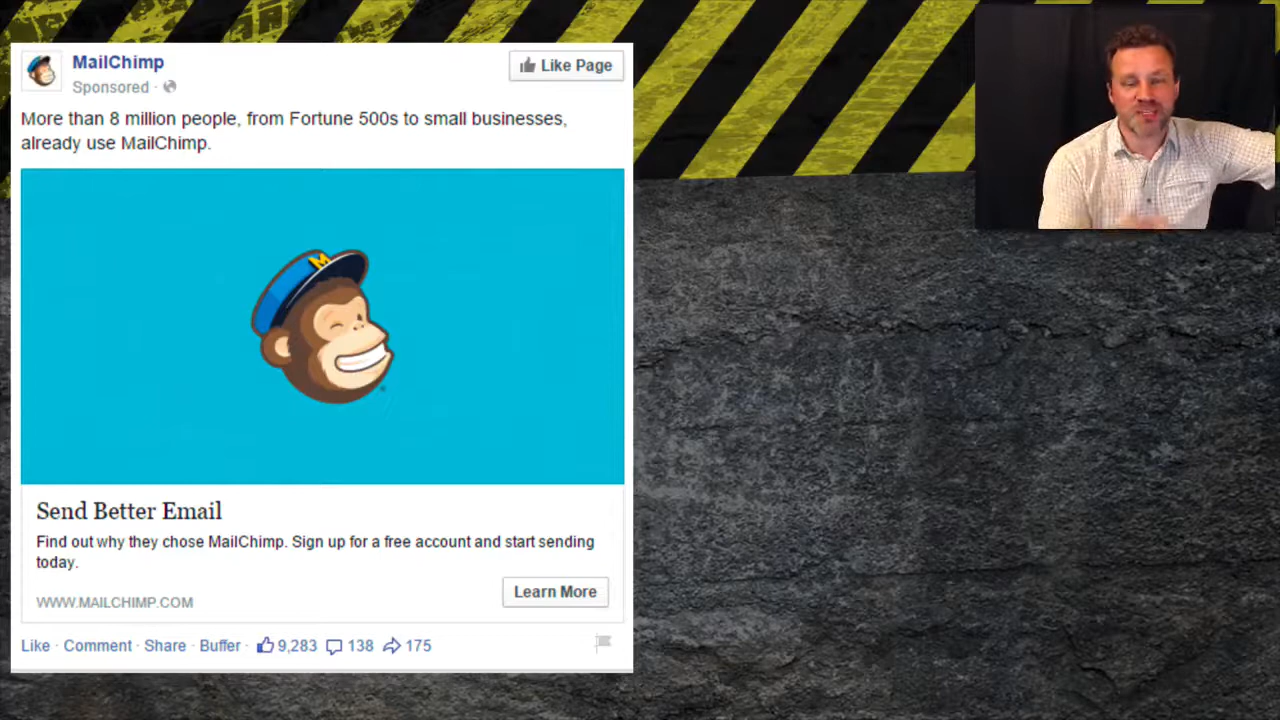 MailChimp
Like Page
Sponsored ·
More than 8 million people, from Fortune 500s to small businesses,
already use MailChimp.
M
Send Better Email
Find out why they chose MailChimp. Sign up for a free account and start sending
today.
Learn More
WWW.MAILCHIMP.COM
Like · Comment · Share · Buffer · 9,283 138 175